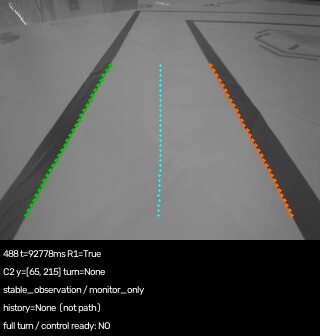 488 t=92778ms R1=True
C2 y=[65, 215] turn=None
stable_observation / monitor_only
history=None (not path)
full turn / control ready: NO